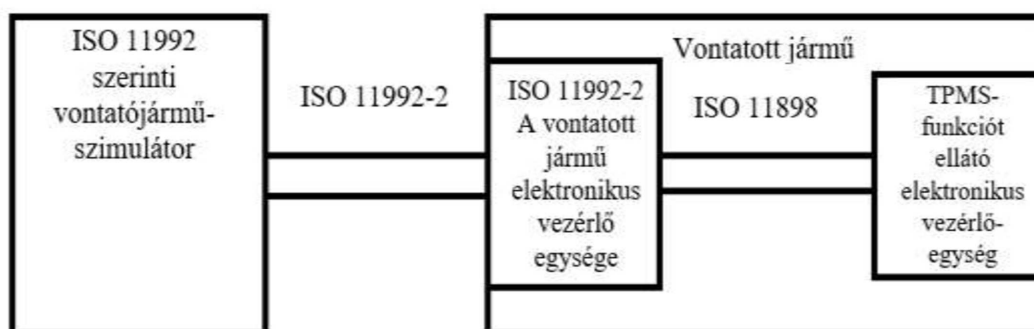 ISO 11992
szerinti
vontatójármű-
szimulátor
ISO 11992-2
Vontatott jármű
ISO 11992-2
A vontatott
jármű
elektronikus
vezérlő
egysége
ISO 11898
TPMS-
funkciót
ellátó
elektronikus
vezérlő-
egység